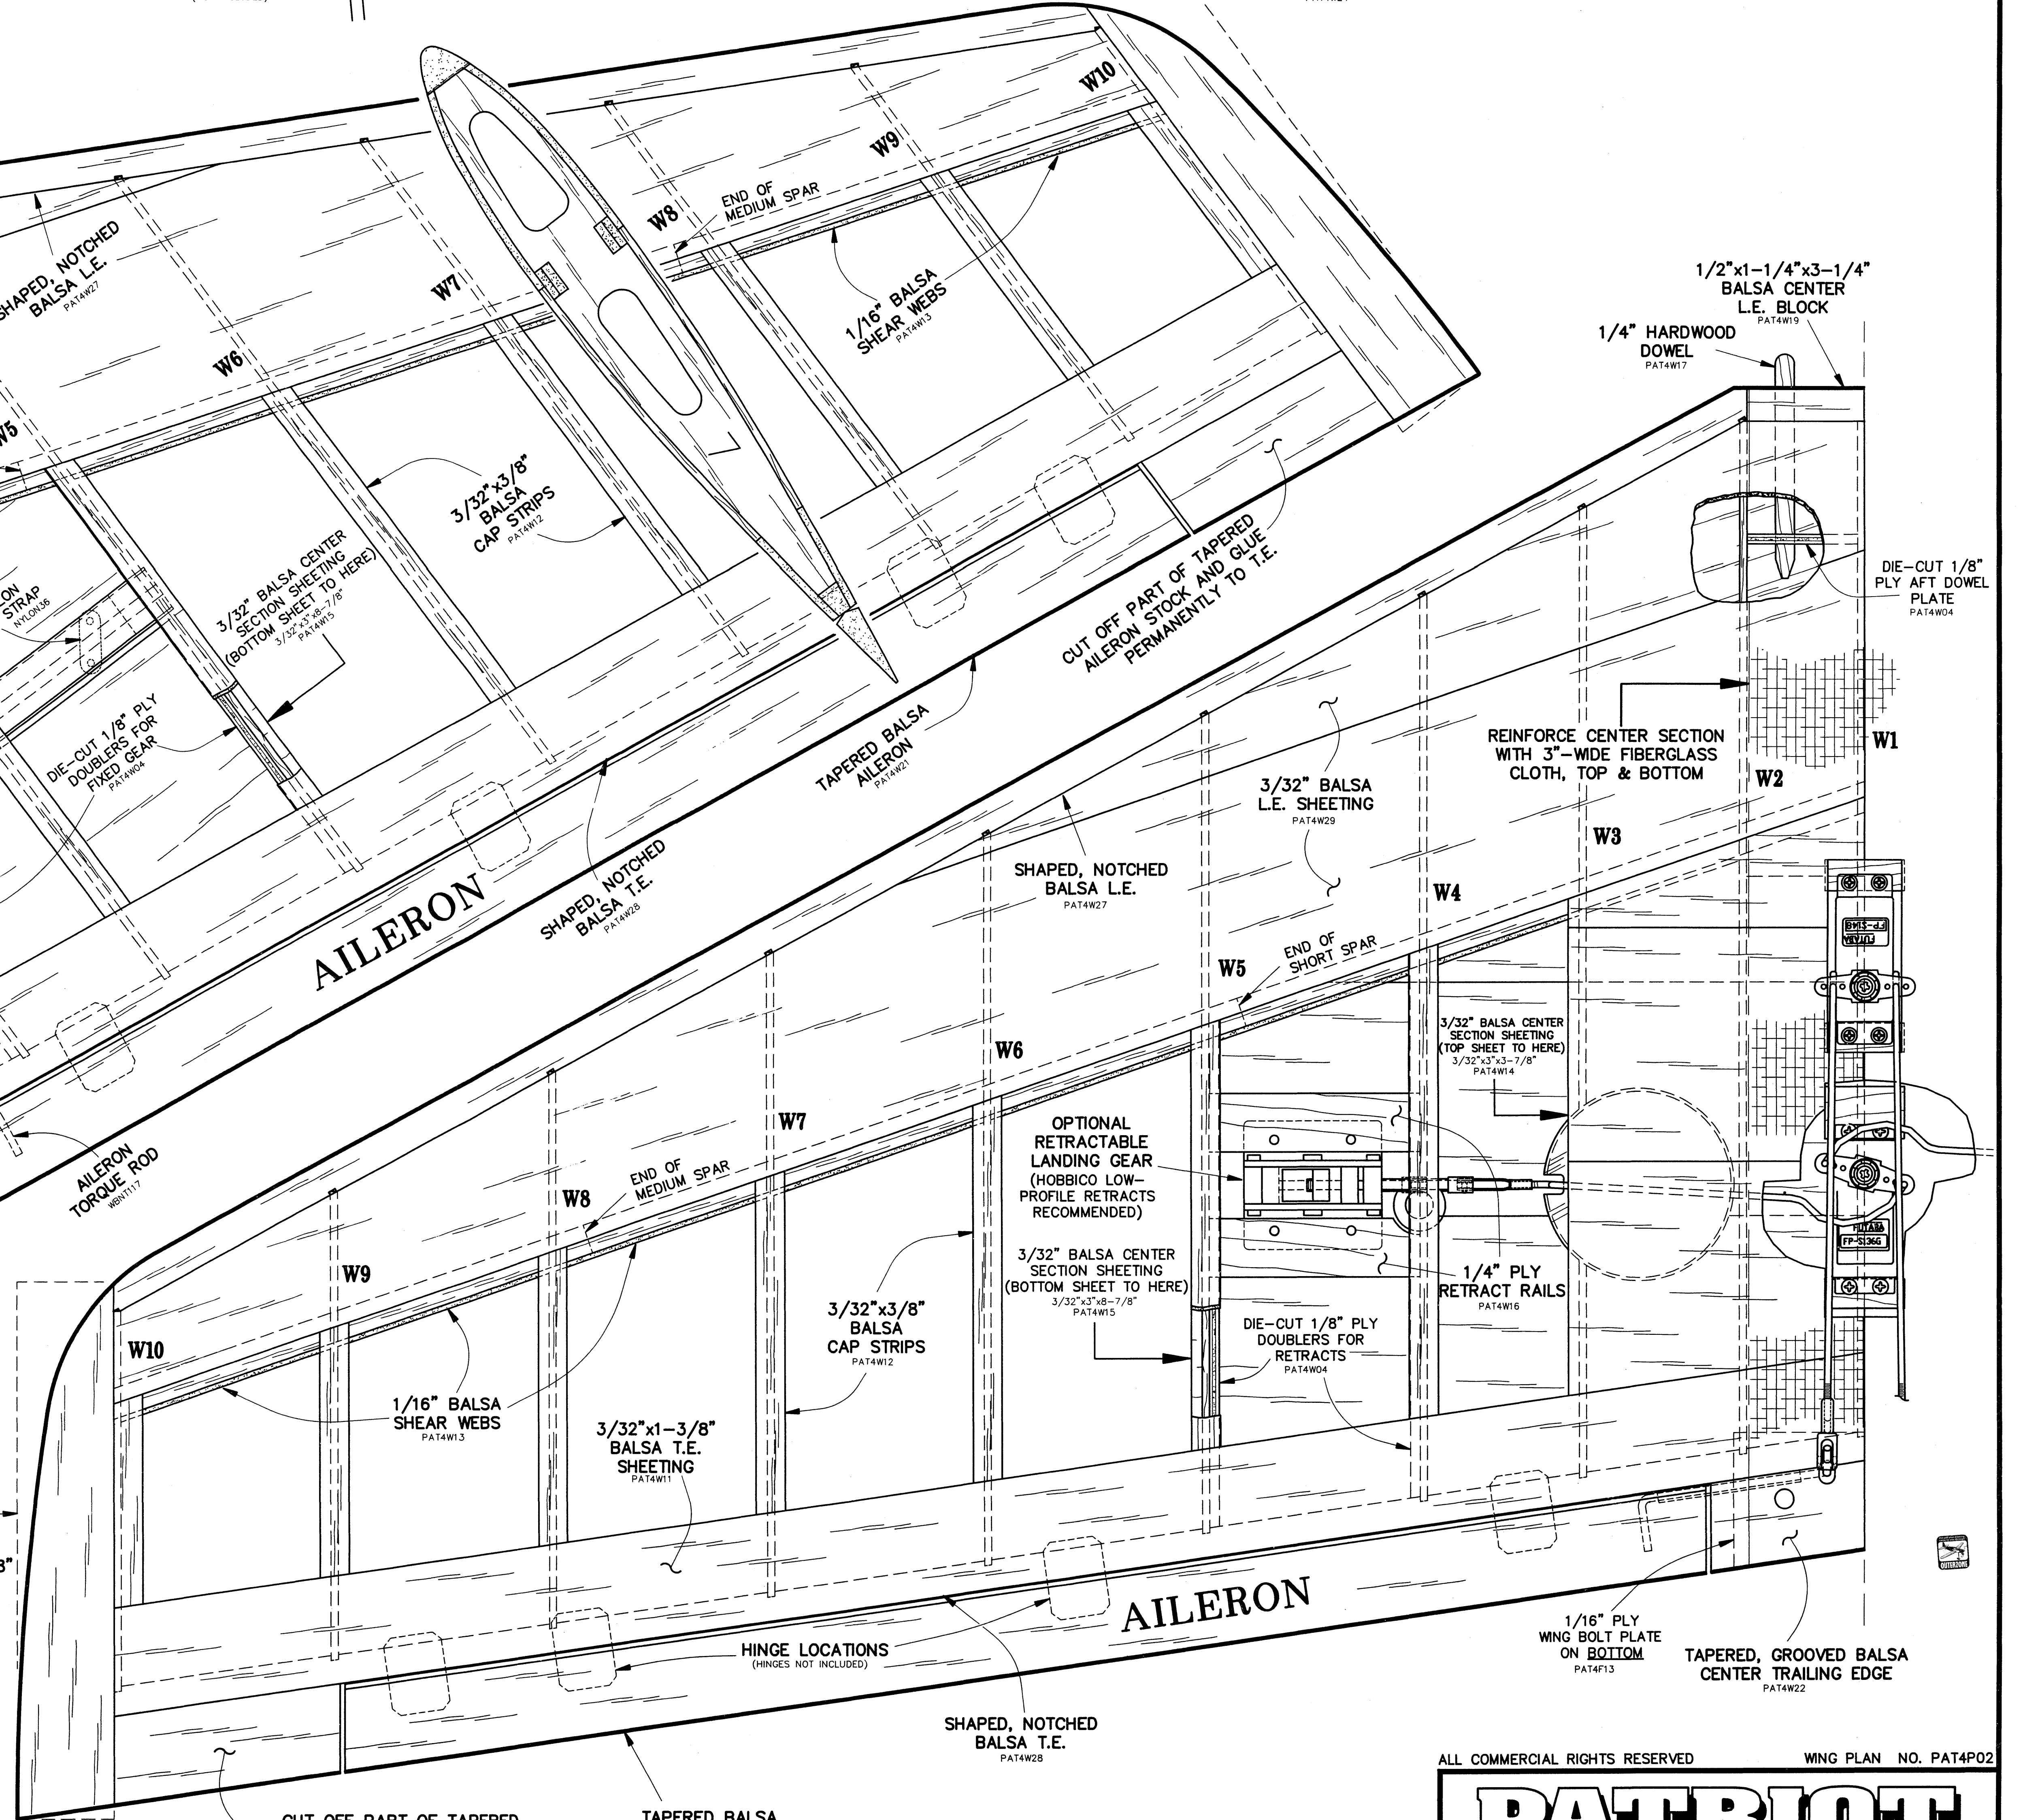 W10
W9
END OF
MEDIUM SPAR
W8
SHAPED, NOTCHED
BALSA L.E.
PAT4W27
W7
1/16" BALSA
SHEAR WEBS
PAT4W13
W6
W5
3/32"x3/8"
BALSA
CAP STRIPS
PAT4W12
3/32" BALSA CENTER
SECTION SHEETING
(BOTTOM SHEET TO HERE)
3/32"x3"x8-7/8"
PAT4W15
STRAP
NYLON36
DIE-CUT 1/8" PLY
DOUBLERS FOR
FIXED GEAR
PAT4W04
CUT OFF PART OF TAPERED
AILERON STOCK AND GLUE
PERMANENTLY TO T.E.
TAPERED BALSA
AILERON
PAT4W21
SHAPED, NOTCHED
BALSA T.E.
PAT4W28
AILERON
AILERON
TORQUE ROD
WBNT117
1/2"x1-1/4"x3-1/4"
BALSA CENTER
L.E. BLOCK
PAT4W19
1/4" HARDWOOD
DOWEL
PAT4W17
DIE-CUT 1/8"
PLY AFT DOWEL
PLATE
PAT4W04
REINFORCE CENTER SECTION
WITH 3"-WIDE FIBERGLASS
CLOTH, TOP & BOTTOM
W1
W2
W3
3/32" BALSA
L.E. SHEETING
PAT4W29
SHAPED, NOTCHED
BALSA L.E.
PAT4W27
W4
END OF
SHORT SPAR
W5
FUTABA
FP-S148
3/32" BALSA CENTER
SECTION SHEETING
(TOP SHEET TO HERE)
3/32"x3"x3-7/8"
PAT4W14
W6
W7
OPTIONAL
RETRACTABLE
LANDING GEAR
(HOBBICO LOW-
PROFILE RETRACTS
RECOMMENDED)
END OF
MEDIUM SPAR
W8
FUTABA
FP-S136G
3/32" BALSA CENTER
SECTION SHEETING
(BOTTOM SHEET TO HERE)
3/32"x3"x8-7/8"
PAT4W15
1/4" PLY
RETRACT RAILS
PAT4W16
W9
3/32"x3/8"
BALSA
CAP STRIPS
PAT4W12
DIE-CUT 1/8" PLY
DOUBLERS FOR
RETRACTS
PAT4W04
W10
1/16" BALSA
SHEAR WEBS
PAT4W13
3/32"x1-3/8"
BALSA T.E.
SHEETING
PAT4W11
AILERON
HINGE LOCATIONS
(HINGES NOT INCLUDED)
1/16" PLY
WING BOLT PLATE
ON BOTTOM
PAT4F13
TAPERED, GROOVED BALSA
CENTER TRAILING EDGE
PAT4W22
SHAPED, NOTCHED
BALSA T.E.
PAT4W28
ALL COMMERCIAL RIGHTS RESERVED
WING PLAN NO. PAT4P02
PATRIOT
CUT OFF PART OF TAPERED
TAPERED BALSA